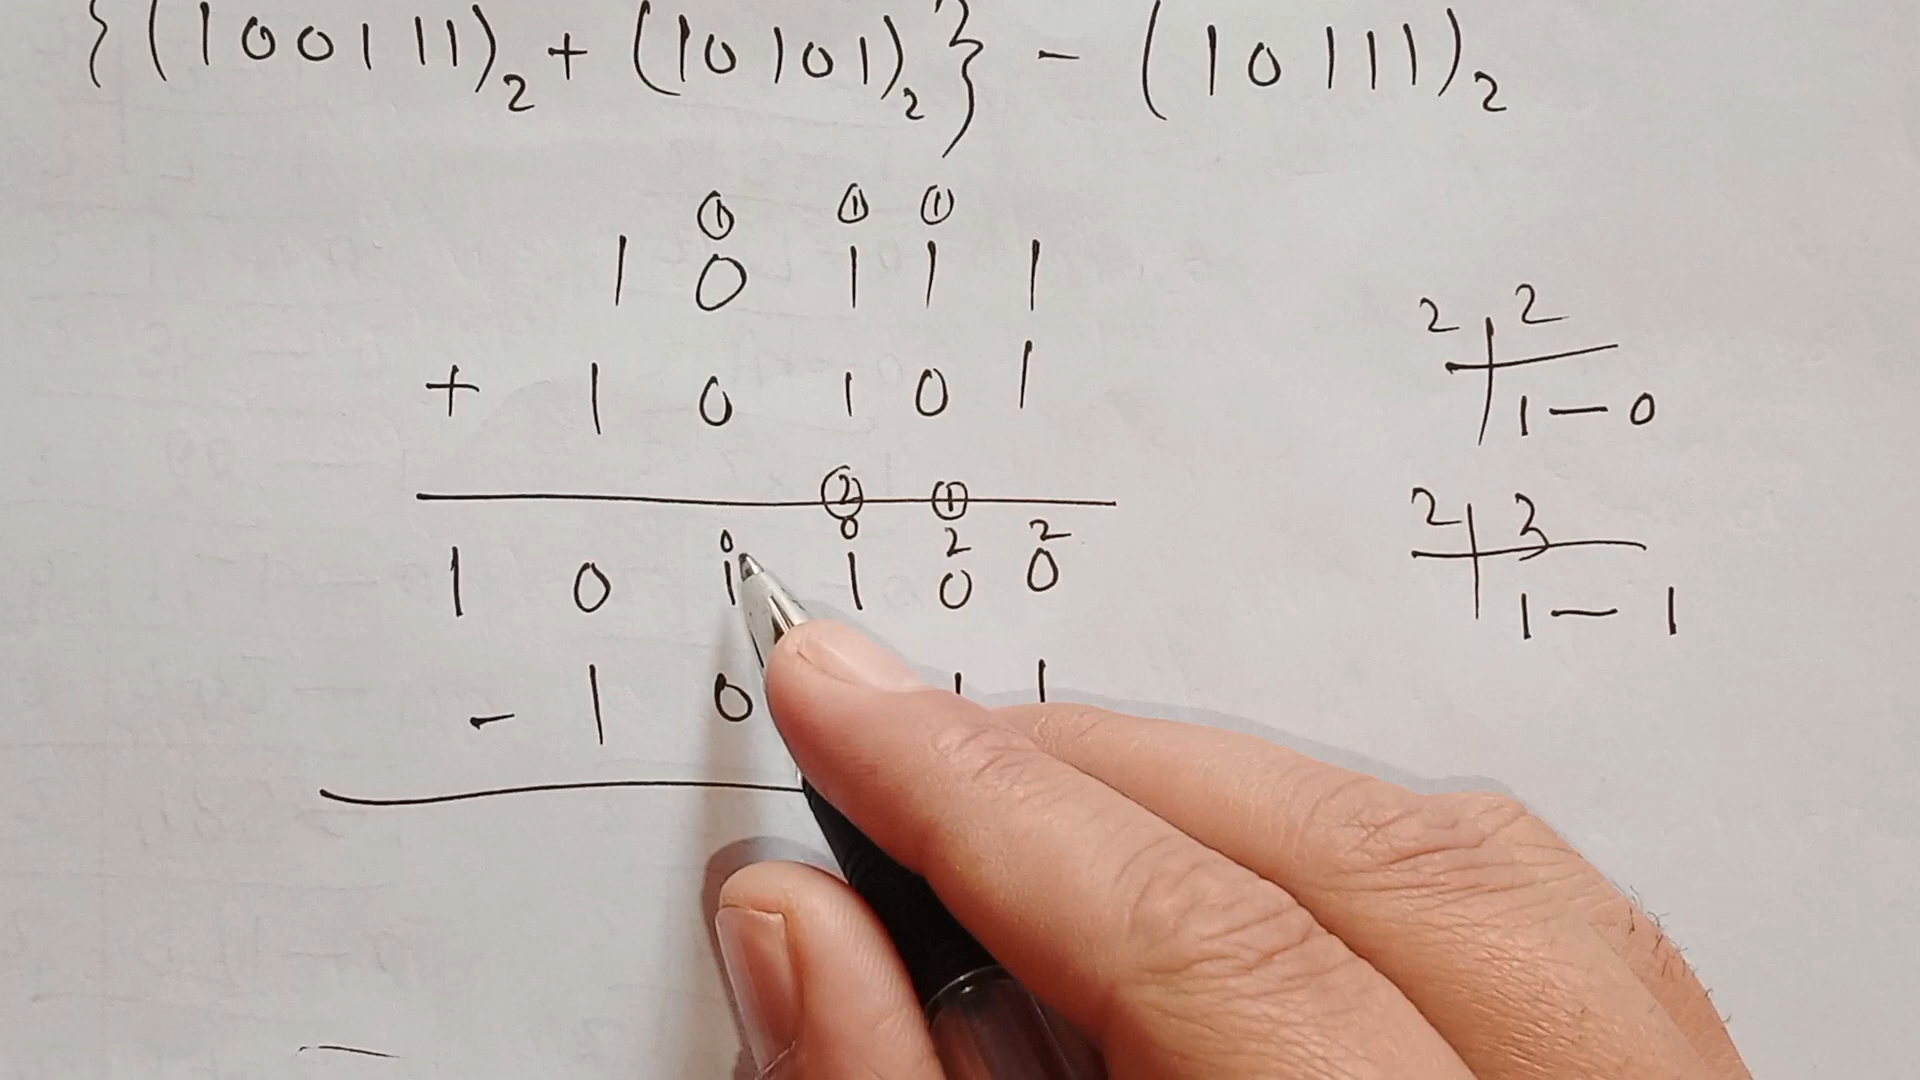 {(100111)₂ + (10101)₂} - (10111)₂
1 1 1
1 0 1 1 1
+ 1 0 1 0 1
2 1
0 0 2 2
1 0 1 1 0 0
- 1 0 1 1
2 2
1 — 0
2 3
1 — 1